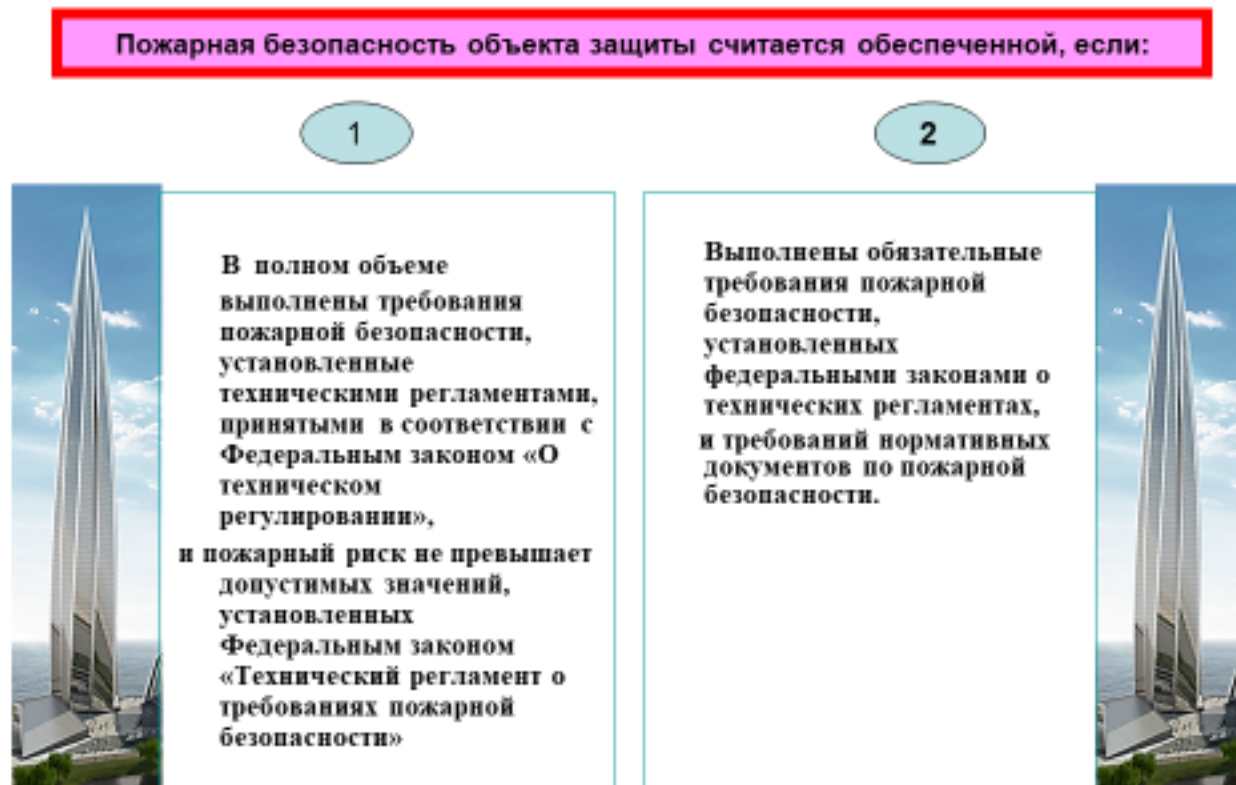 Пожарная безопасность объекта защиты считается обеспеченной, если:
1
В полном объеме
выполнены требования
пожарной безопасности,
установленные
техническими регламентами,
принятыми в соответствии с
Федеральным законом «О
техническом
регулировании»,
и пожарный риск не превышает
допустимых значений,
установленных
Федеральным законом
«Технический регламент о
требованиях пожарной
безопасности»
2
Выполнены обязательные
требования пожарной
безопасности,
установленных
федеральными законами о
технических регламентах,
и требований нормативных
документов по пожарной
безопасности.